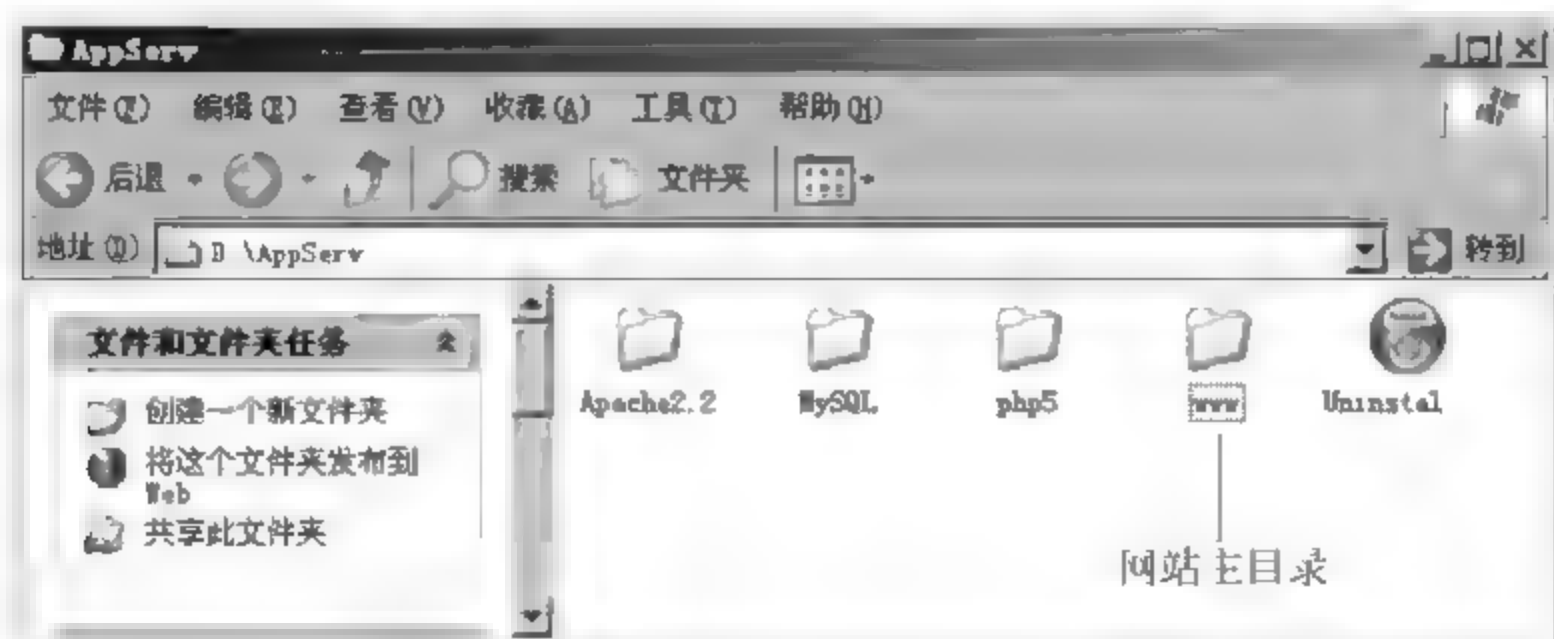 AppServ
文件(F) 编辑(E) 查看(V) 收藏(A) 工具(T) 帮助(H)
后退 搜索 文件夹
地址(D) D \AppServ 转到
文件和文件夹任务
创建一个新文件夹
将这个文件夹发布到
Web
共享此文件夹
Apache2.2 MySQL php5 www Uninstal
网站主目录